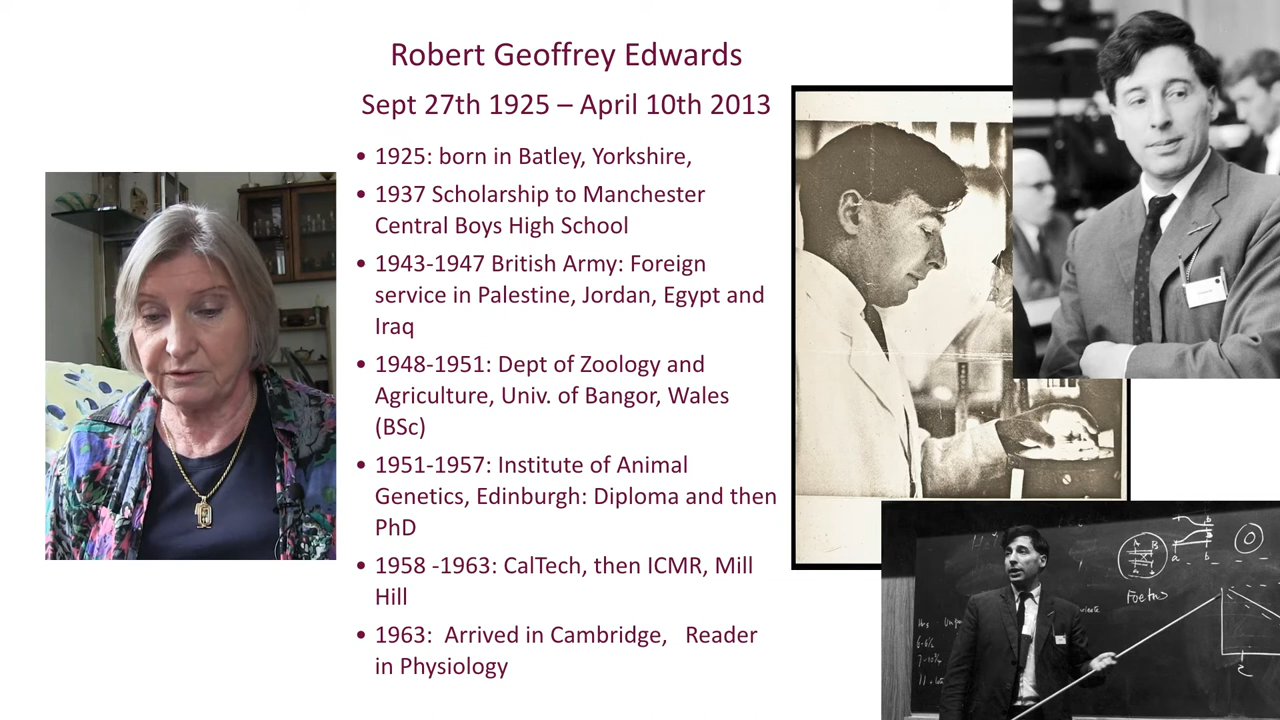 Robert Geoffrey Edwards
Sept 27th 1925 – April 10th 2013
• 1925: born in Batley, Yorkshire,
• 1937 Scholarship to Manchester
Central Boys High School
• 1943-1947 British Army: Foreign
service in Palestine, Jordan, Egypt and
Iraq
• 1948-1951: Dept of Zoology and
Agriculture, Univ. of Bangor, Wales
(BSc)
• 1951-1957: Institute of Animal
Genetics, Edinburgh: Diploma and then
PhD
• 1958 -1963: CalTech, then ICMR, Mill
Hill
• 1963:  Arrived in Cambridge,   Reader
in Physiology
A B
b
a b
Foetus
Hrs